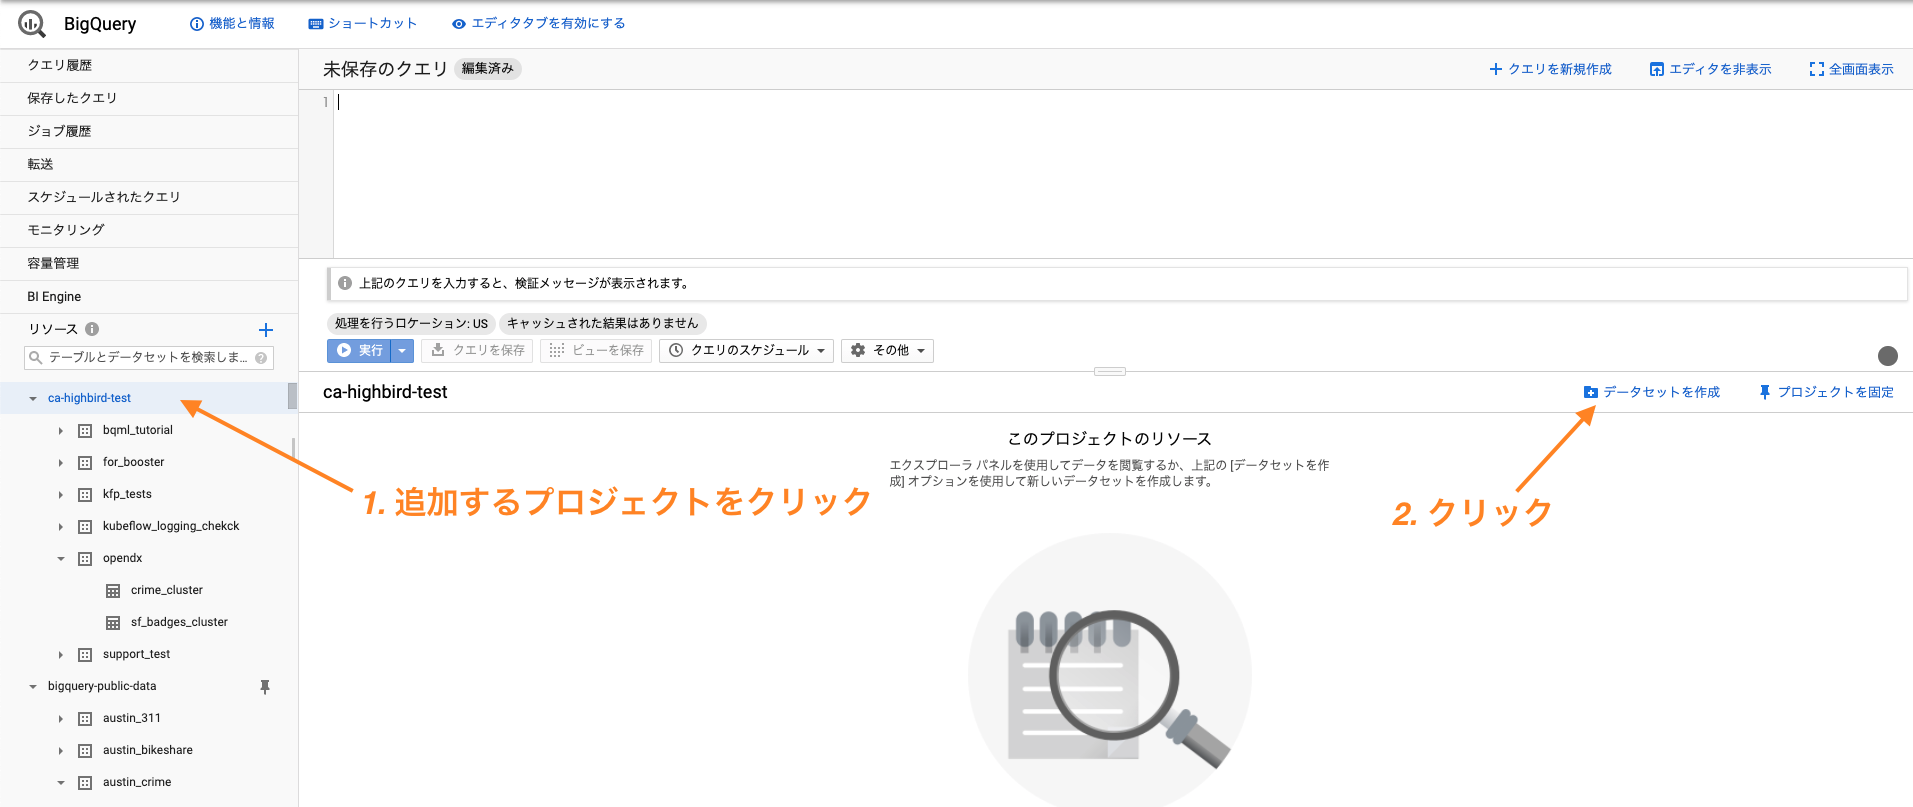 BigQuery
機能と情報
ショートカット
エディタタブを有効にする
クエリ履歴
保存したクエリ
ジョブ履歴
転送
スケジュールされたクエリ
モニタリング
容量管理
BI Engine
リソース
テーブルとデータセットを検索しま...
ca-highbird-test
bqml_tutorial
for_booster
kfp_tests
kubeflow_logging_chekck
opendx
crime_cluster
sf_badges_cluster
support_test
bigquery-public-data
austin_311
austin_bikeshare
austin_crime
未保存のクエリ 編集済み
クエリを新規作成
エディタを非表示
全画面表示
1
上記のクエリを入力すると、検証メッセージが表示されます。
処理を行うロケーション: US
キャッシュされた結果はありません
実行
クエリを保存
ビューを保存
クエリのスケジュール
その他
ca-highbird-test
データセットを作成
プロジェクトを固定
このプロジェクトのリソース
エクスプローラ パネルを使用してデータを閲覧するか、上記の [データセットを作
成] オプションを使用して新しいデータセットを作成します。
1. 追加するプロジェクトをクリック
2. クリック